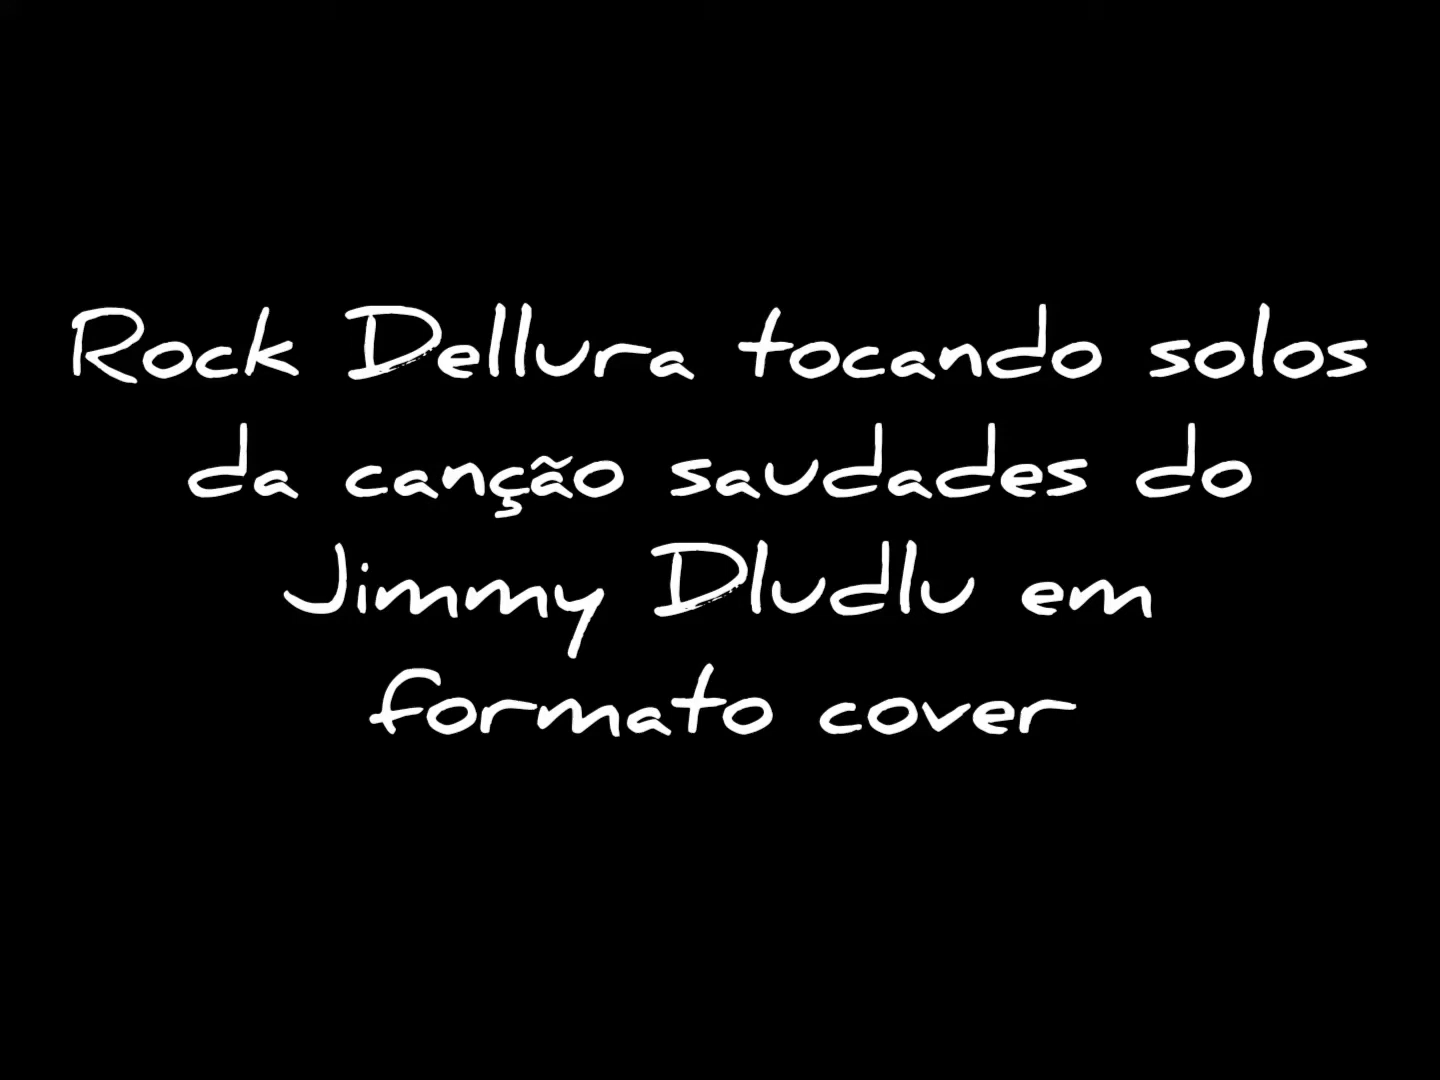 Rock Dellura tocando solos
da canção saudades do
Jimmy Dludlu em
formato cover